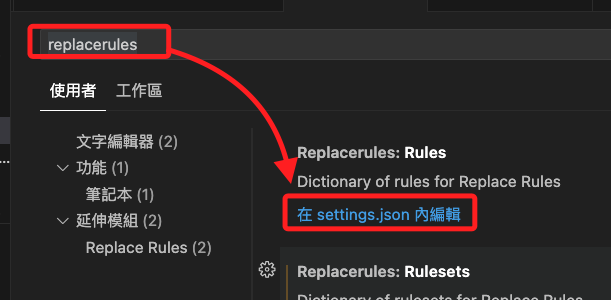 replacerules
使用者 工作區
文字編輯器 (2)
功能 (1)
筆記本 (1)
延伸模組 (2)
Replace Rules (2)
Replacerules: Rules
Dictionary of rules for Replace Rules
在 settings.json 內編輯
Replacerules: Rulesets
Dictionary of rulesets for Replace Rules